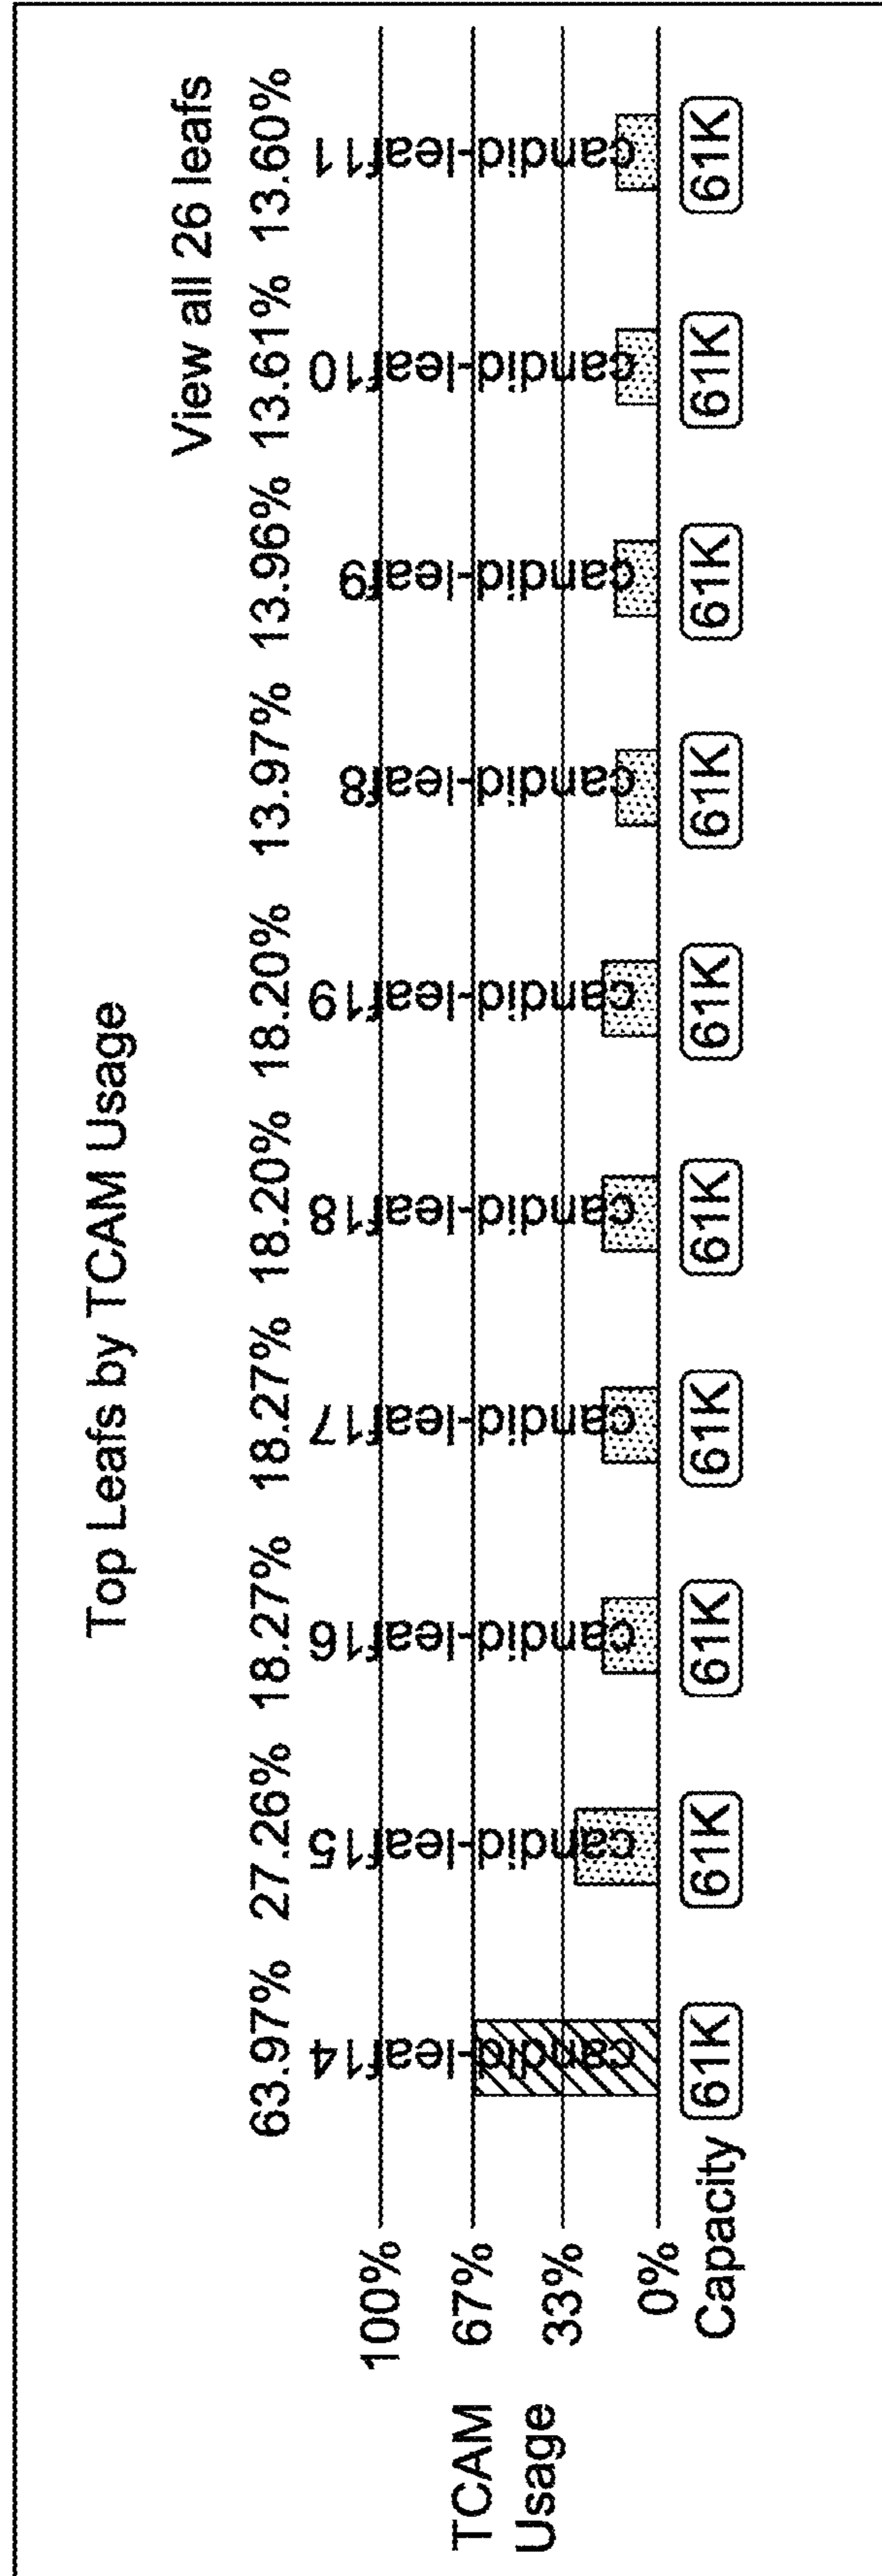 Top Leafs by TCAM Usage
View all 26 leafs
63.97% 27.26% 18.27% 18.27% 18.20% 18.20% 13.97% 13.96% 13.61% 13.60%
candid-leaf14 candid-leaf15 candid-leaf16 candid-leaf17 candid-leaf18 candid-leaf19 candid-leaf8 candid-leaf9 candid-leaf10 candid-leaf11
TCAM
Usage
100%
67%
33%
0%
Capacity 61K 61K 61K 61K 61K 61K 61K 61K 61K 61K